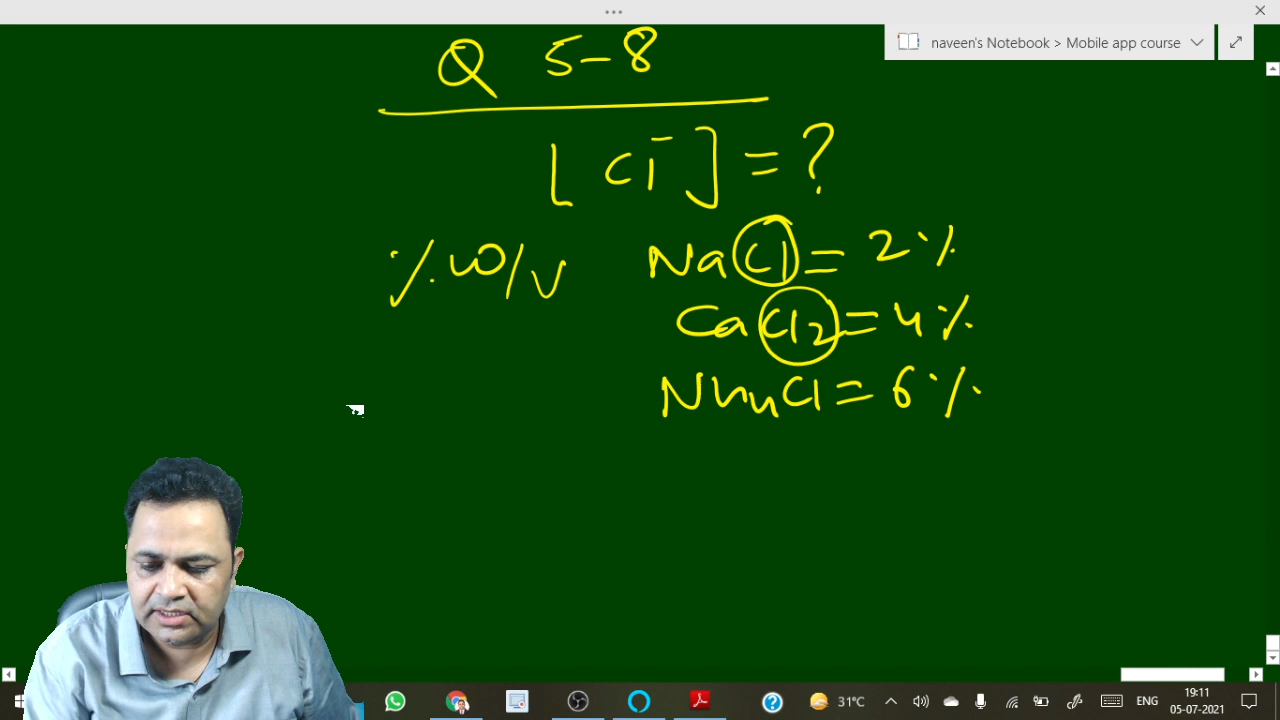 naveen's Notebook > Mobile app course
Q 5-8
[Cl⁻] = ?
% w/v
NaCl = 2%
CaCl2 = 4%
NH4Cl = 6%
31°C
ENG
19:11
05-07-2021